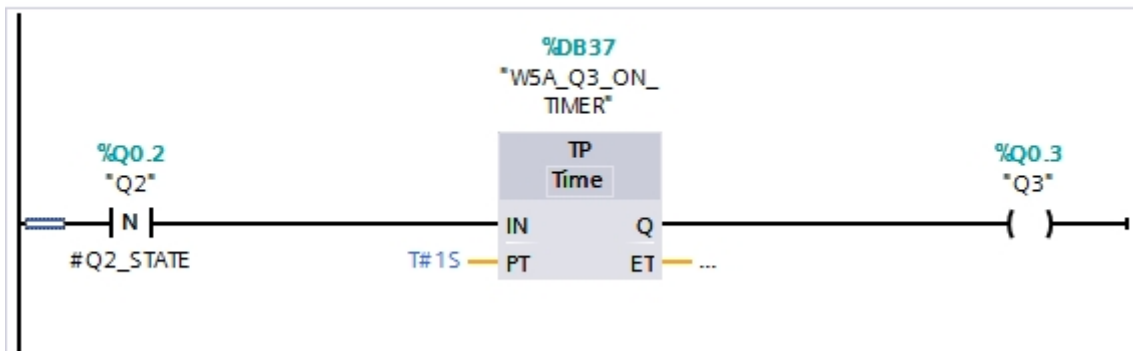 %DB37
"W5A_Q3_ON_
TIMER"
%Q0.2
"Q2"
TP
Time
%Q0.3
"Q3"
N
IN
Q
#Q2_STATE
T#1S
PT
ET
...